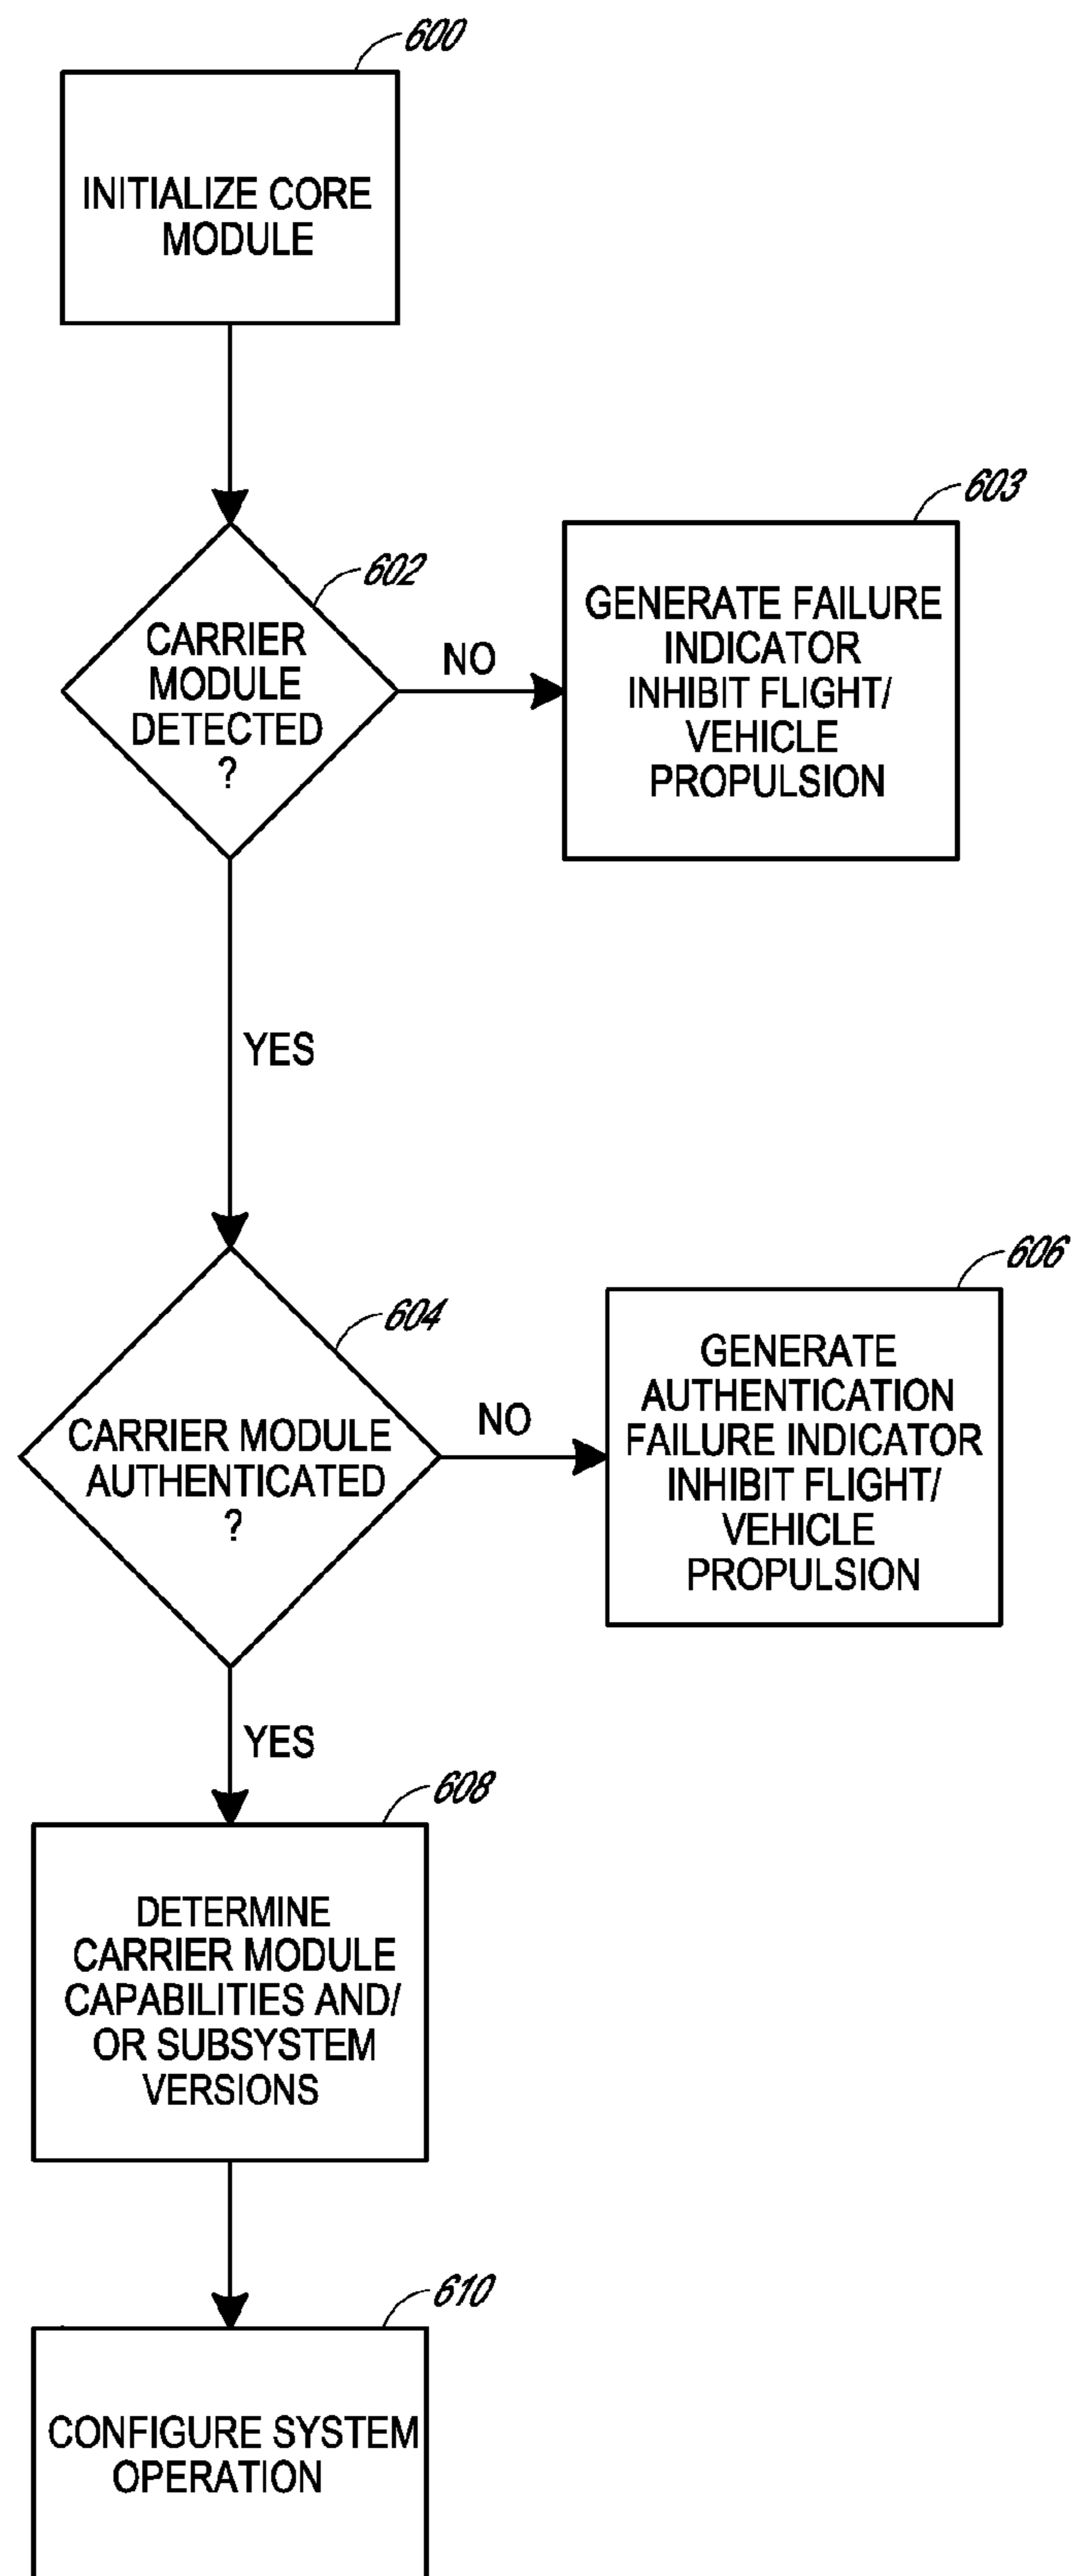 600
INITIALIZE CORE
MODULE
602
CARRIER
MODULE
DETECTED
?
NO
603
GENERATE FAILURE
INDICATOR
INHIBIT FLIGHT/
VEHICLE
PROPULSION
YES
604
CARRIER MODULE
AUTHENTICATED
?
NO
606
GENERATE
AUTHENTICATION
FAILURE INDICATOR
INHIBIT FLIGHT/
VEHICLE
PROPULSION
YES
608
DETERMINE
CARRIER MODULE
CAPABILITIES AND/
OR SUBSYSTEM
VERSIONS
610
CONFIGURE SYSTEM
OPERATION